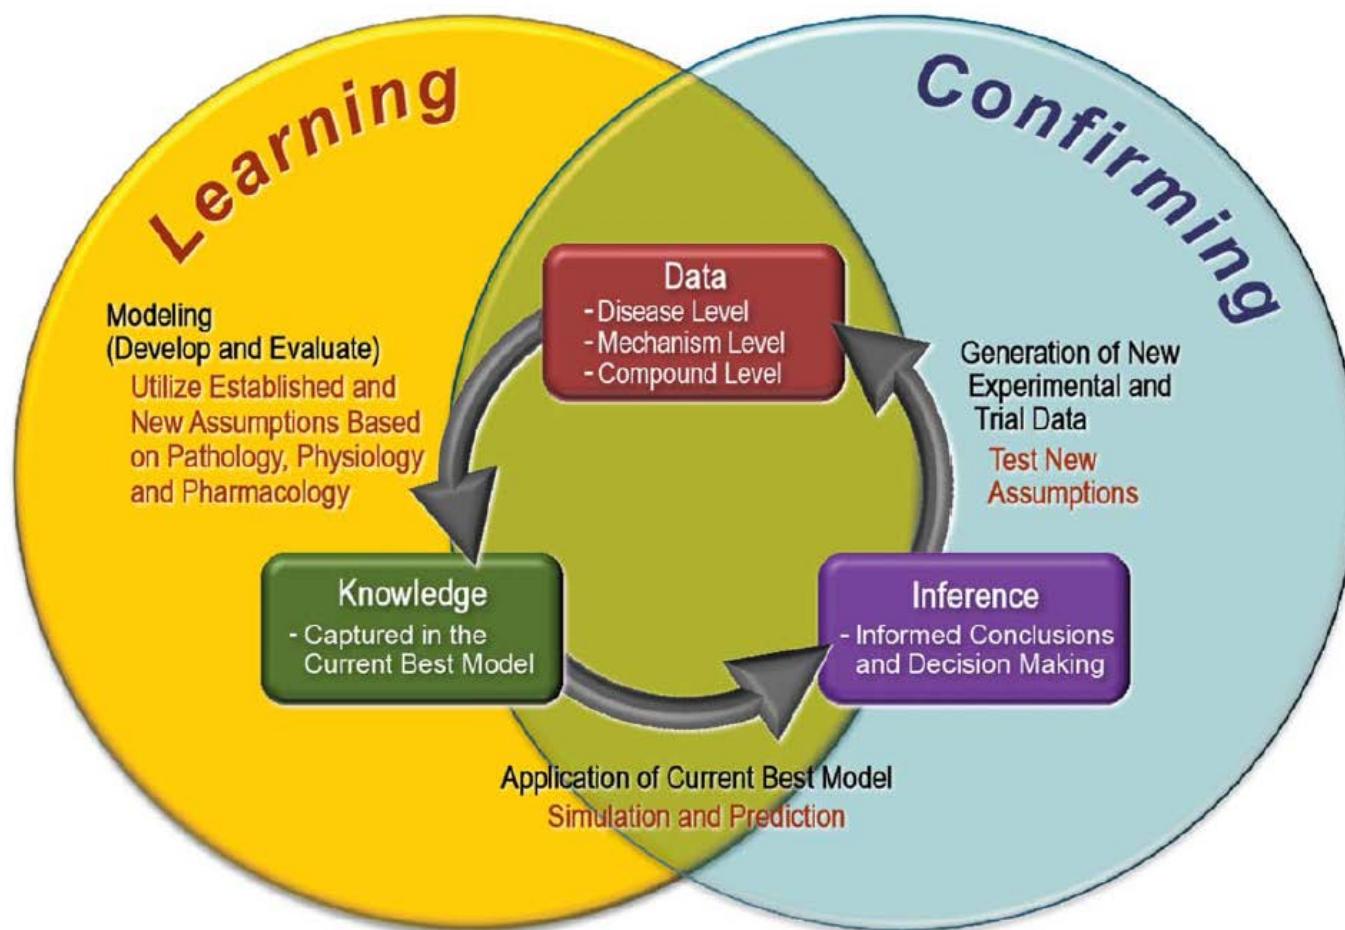 Learning
Confirming
Data
- Disease Level
- Mechanism Level
- Compound Level
Modeling
(Develop and Evaluate)
Utilize Established and
New Assumptions Based
on Pathology, Physiology
and Pharmacology
Generation of New
Experimental and
Trial Data
Test New
Assumptions
Knowledge
- Captured in the
Current Best Model
Inference
- Informed Conclusions
and Decision Making
Application of Current Best Model
Simulation and Prediction